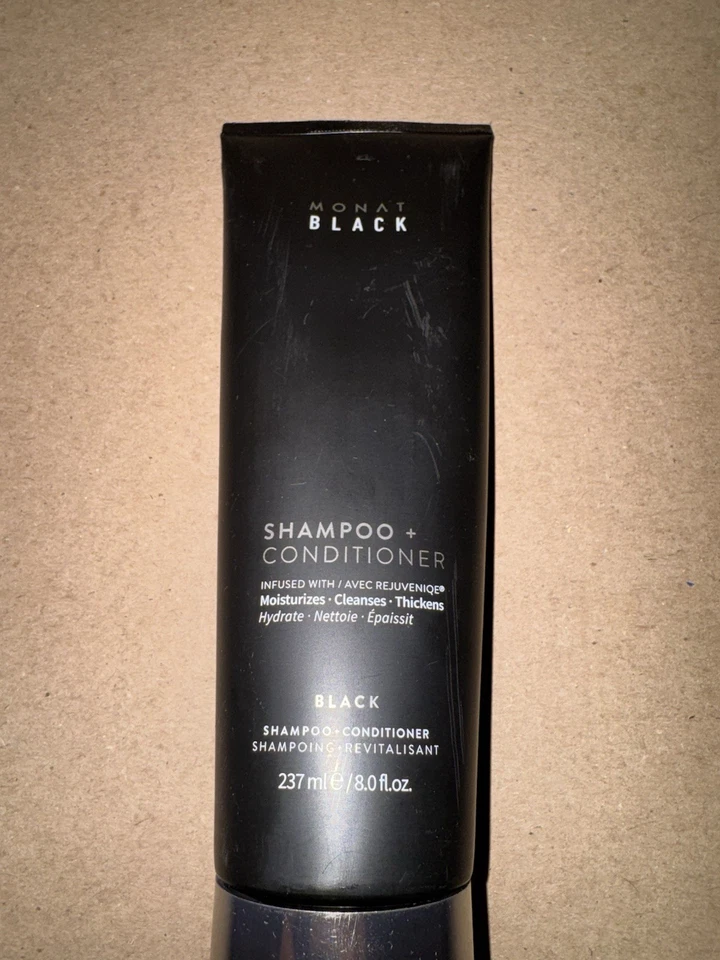 MONAT
BLACK
SHAMPOO +
CONDITIONER
INFUSED WITH / AVEC REJUVENIQE®
Moisturizes · Cleanses · Thickens
Hydrate · Nettoie · Épaissit
BLACK
SHAMPOO + CONDITIONER
SHAMPOING + REVITALISANT
237 ml ℮ / 8.0 fl.oz.